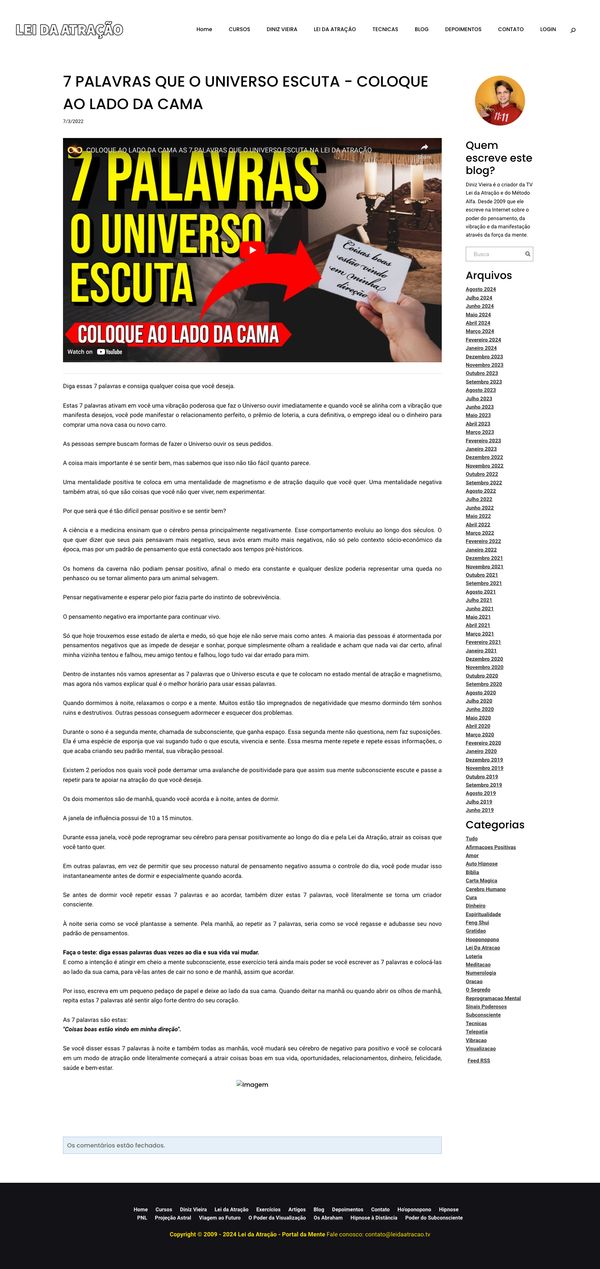 LEI DA ATRAÇÃO
Home CURSOS DINIZ VIEIRA LEI DA ATRAÇÃO TECNICAS BLOG DEPOIMENTOS CONTATO LOGIN
7 PALAVRAS QUE O UNIVERSO ESCUTA - COLOQUE
AO LADO DA CAMA
7/3/2022
COLOQUE AO LADO DA CAMA AS 7 PALAVRAS QUE O UNIVERSO ESCUTA NA LEI DA ATRAÇÃO
7 PALAVRAS
O UNIVERSO
ESCUTA
COLOQUE AO LADO DA CAMA
Coisas boas
estão vindo
em minha
direção
Watch on YouTube
Diga essas 7 palavras e consiga qualquer coisa que você deseja.
Estas 7 palavras ativam em você uma vibração poderosa que faz o Universo ouvir imediatamente e quando você se alinha com a vibração que
manifesta desejos, você pode manifestar o relacionamento perfeito, o prêmio de loteria, a cura definitiva, o emprego ideal ou o dinheiro para
comprar uma nova casa ou novo carro.
As pessoas sempre buscam formas de fazer o Universo ouvir os seus pedidos.
A coisa mais importante é se sentir bem, mas sabemos que isso não tão fácil quanto parece.
Uma mentalidade positiva te coloca em uma mentalidade de magnetismo e de atração daquilo que você quer. Uma mentalidade negativa
também atrai, só que são coisas que você não quer viver, nem experimentar.
Por que será que é tão difícil pensar positivo e se sentir bem?
A ciência e a medicina ensinam que o cérebro pensa principalmente negativamente. Esse comportamento evoluiu ao longo dos séculos. O
que quer dizer que seus pais pensavam mais negativo, seus avós eram muito mais negativos, não só pelo contexto sócio-econômico da
época, mas por um padrão de pensamento que está conectado aos tempos pré-históricos.
Os homens da caverna não podiam pensar positivo, afinal o medo era constante e qualquer deslize poderia representar uma queda no
penhasco ou se tornar alimento para um animal selvagem.
Pensar negativamente e esperar pelo pior fazia parte do instinto de sobrevivência.
O pensamento negativo era importante para continuar vivo.
Só que hoje trouxemos esse estado de alerta e medo, só que hoje ele não serve mais como antes. A maioria das pessoas é atormentada por
pensamentos negativos que as impede de desejar e sonhar, porque simplesmente olham a realidade e acham que nada vai dar certo, afinal
minha vizinha tentou e falhou, meu amigo tentou e falhou, logo tudo vai dar errado para mim.
Dentro de instantes nós vamos apresentar as 7 palavras que o Universo escuta e que te colocam no estado mental de atração e magnetismo,
mas agora nós vamos explicar qual é o melhor horário para usar essas palavras.
Quando dormimos à noite, relaxamos o corpo e a mente. Muitos estão tão impregnados de negatividade que mesmo dormindo têm sonhos
ruins e destrutivos. Outras pessoas conseguem adormecer e esquecer dos problemas.
Durante o sono é a segunda mente, chamada de subconsciente, que ganha espaço. Essa segunda mente não questiona, nem faz suposições.
Ela é uma espécie de esponja que vai sugando tudo o que escuta, vivencia e sente. Essa mesma mente repete e repete essas informações, o
que acaba criando seu padrão mental, sua vibração pessoal.
Existem 2 períodos nos quais você pode derramar uma avalanche de positividade para que assim sua mente subconsciente escute e passe a
repetir para te apoiar na atração do que você deseja.
Os dois momentos são de manhã, quando você acorda e à noite, antes de dormir.
A janela de influência possui de 10 a 15 minutos.
Durante essa janela, você pode reprogramar seu cérebro para pensar positivamente ao longo do dia e pela Lei da Atração, atrair as coisas que
você tanto quer.
Em outras palavras, em vez de permitir que seu processo natural de pensamento negativo assuma o controle do dia, você pode mudar isso
instantaneamente antes de dormir e especialmente quando acorda.
Se antes de dormir você repetir essas 7 palavras e ao acordar, também dizer estas 7 palavras, você literalmente se torna um criador
consciente.
À noite seria como se você plantasse a semente. Pela manhã, ao repetir as 7 palavras, seria como se você regasse e adubasse seu novo
padrão de pensamentos.
Faça o teste: diga essas palavras duas vezes ao dia e sua vida vai mudar.
E como a intenção é atingir em cheio a mente subconsciente, esse exercício terá ainda mais poder se você escrever as 7 palavras e colocá-las
ao lado da sua cama, para vê-las antes de cair no sono e de manhã, assim que acordar.
Por isso, escreva em um pequeno pedaço de papel e deixe ao lado da sua cama. Quando deitar na manhã ou quando abrir os olhos de manhã,
repita estas 7 palavras até sentir algo forte dentro do seu coração.
As 7 palavras são estas:
"Coisas boas estão vindo em minha direção".
Se você disser essas 7 palavras à noite e também todas as manhãs, você mudará seu cérebro de negativo para positivo e você se colocará
em um modo de atração onde literalmente começará a atrair coisas boas em sua vida, oportunidades, relacionamentos, dinheiro, felicidade,
saúde e bem-estar.
Imagem
Os comentários estão fechados.
11:11
Quem
escreve este
blog?
Diniz Vieira é o criador da TV
Lei da Atração e do Método
Alfa. Desde 2009 que ele
escreve na Internet sobre o
poder do pensamento, da
vibração e da manifestação
através da força da mente.
Busca
Arquivos
Agosto 2024
Julho 2024
Junho 2024
Maio 2024
Abril 2024
Março 2024
Fevereiro 2024
Janeiro 2024
Dezembro 2023
Novembro 2023
Outubro 2023
Setembro 2023
Agosto 2023
Julho 2023
Junho 2023
Maio 2023
Abril 2023
Março 2023
Fevereiro 2023
Janeiro 2023
Dezembro 2022
Novembro 2022
Outubro 2022
Setembro 2022
Agosto 2022
Julho 2022
Junho 2022
Maio 2022
Abril 2022
Março 2022
Fevereiro 2022
Janeiro 2022
Dezembro 2021
Novembro 2021
Outubro 2021
Setembro 2021
Agosto 2021
Julho 2021
Junho 2021
Maio 2021
Abril 2021
Março 2021
Fevereiro 2021
Janeiro 2021
Dezembro 2020
Novembro 2020
Outubro 2020
Setembro 2020
Agosto 2020
Julho 2020
Junho 2020
Maio 2020
Abril 2020
Março 2020
Fevereiro 2020
Janeiro 2020
Dezembro 2019
Novembro 2019
Outubro 2019
Setembro 2019
Agosto 2019
Julho 2019
Junho 2019
Categorias
Tudo
Afirmacoes Positivas
Amor
Auto Hipnose
Biblia
Carta Magica
Cerebro Humano
Cura
Dinheiro
Espiritualidade
Feng Shui
Gratidao
Hooponopono
Lei Da Atracao
Loteria
Meditacao
Numerologia
Oracao
O Segredo
Reprogramacao Mental
Sinais Poderosos
Subconsciente
Tecnicas
Telepatia
Vibracao
Visualizacao
Feed RSS
Home Cursos Diniz Vieira Lei da Atração Exercícios Artigos Blog Depoimentos Contato Ho'oponopono Hipnose
PNL Projeção Astral Viagem ao Futuro O Poder da Visualização Os Abraham Hipnose à Distância Poder do Subconsciente
Copyright © 2009 - 2024 Lei da Atração - Portal da Mente Fale conosco: contato@leidaatracao.tv